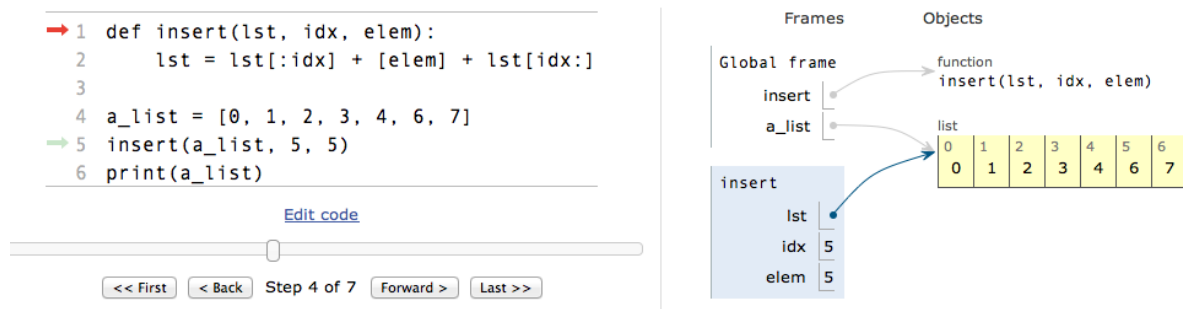 1 def insert(lst, idx, elem):
2     lst = lst[:idx] + [elem] + lst[idx:]
3
4 a_list = [0, 1, 2, 3, 4, 6, 7]
5 insert(a_list, 5, 5)
6 print(a_list)
Edit code
<< First < Back Step 4 of 7 Forward > Last >>
Frames Objects
Global frame
insert
a_list
function
insert(lst, idx, elem)
list
0 1 2 3 4 5 6
0 1 2 3 4 6 7
insert
lst
idx 5
elem 5